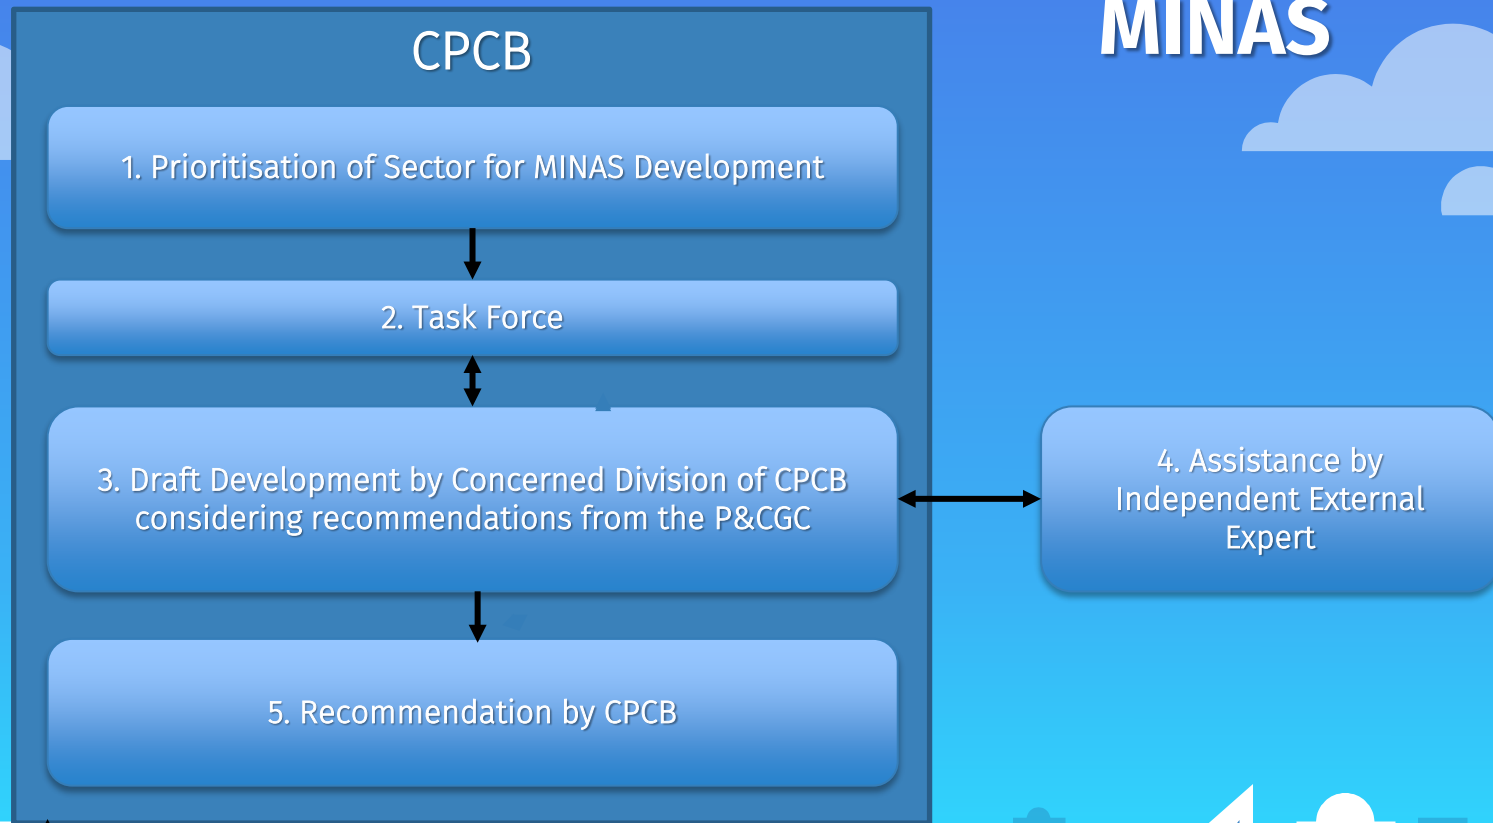 MINAS
CPCB
1. Prioritisation of Sector for MINAS Development
2. Task Force
3. Draft Development by Concerned Division of CPCB
considering recommendations from the P&CGC
4. Assistance by
Independent External
Expert
5. Recommendation by CPCB